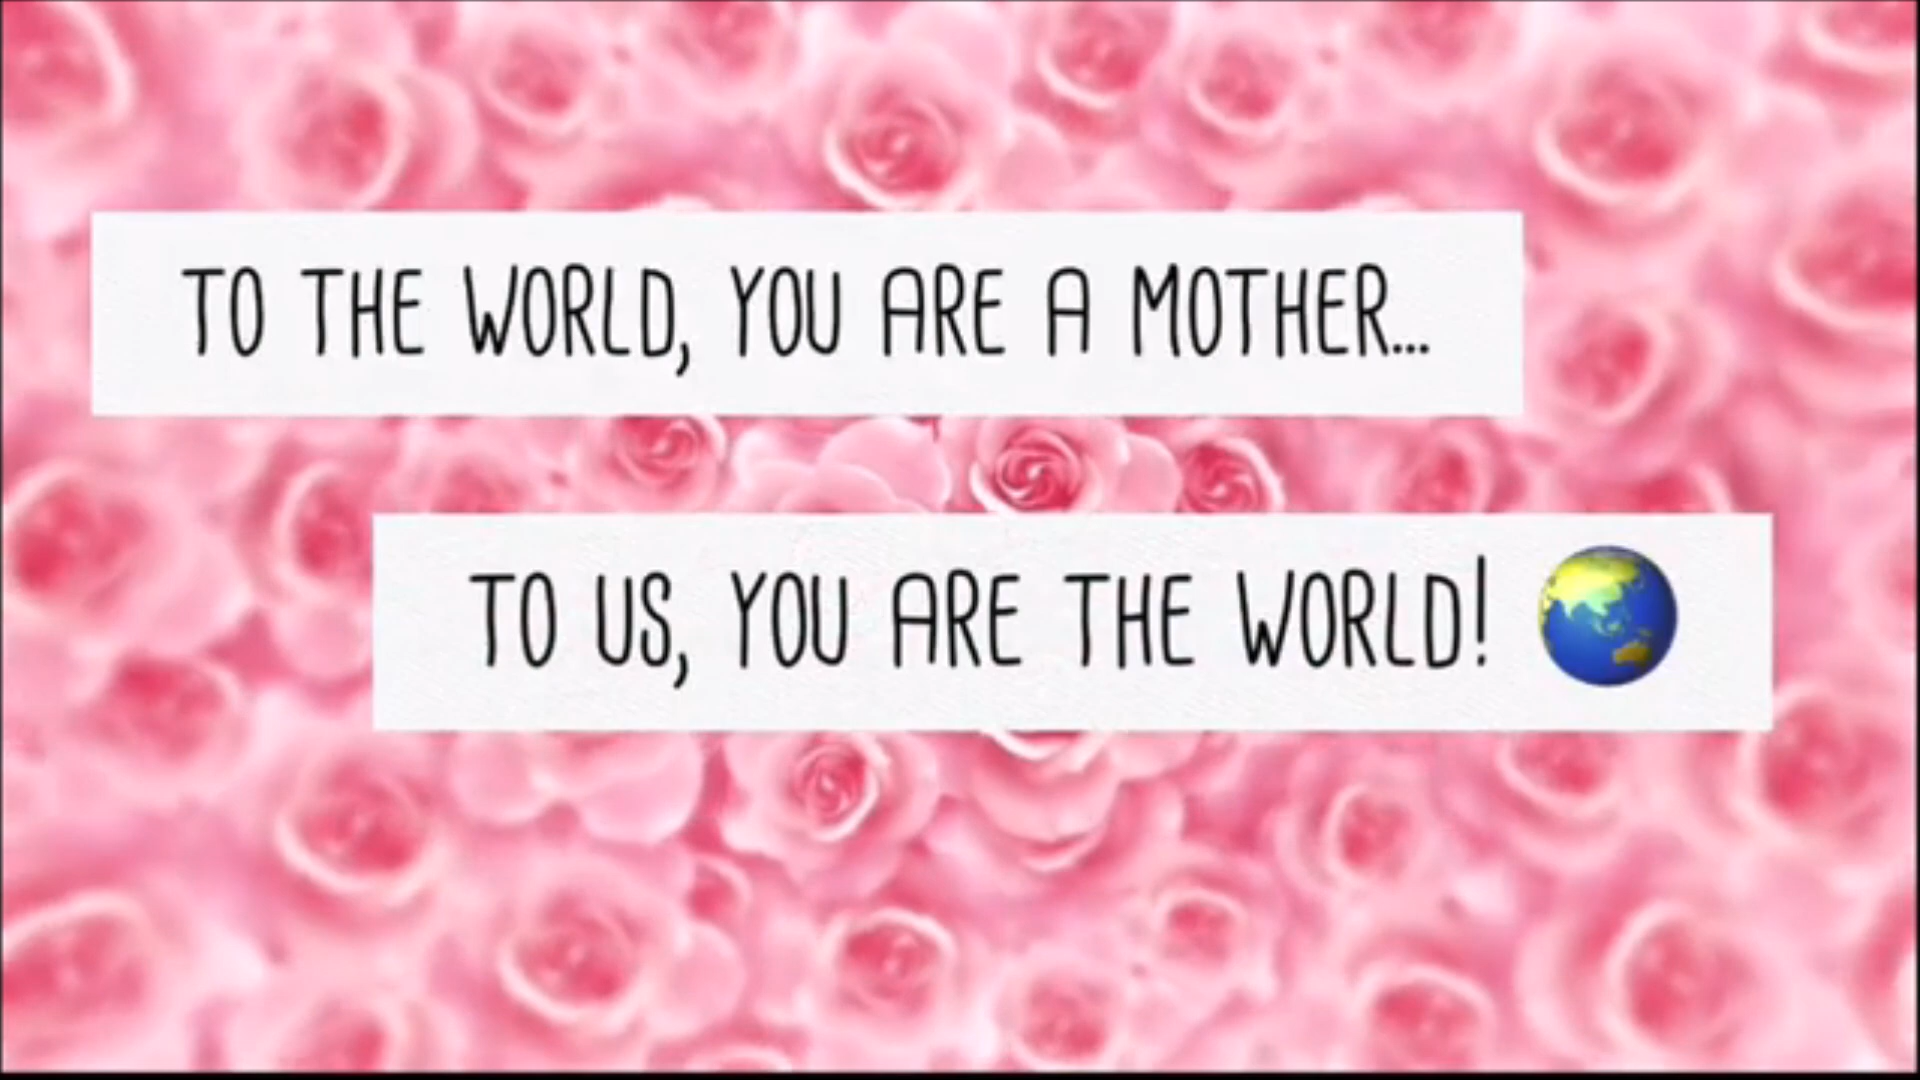 TO THE WORLD, YOU ARE A MOTHER...
TO US, YOU ARE THE WORLD! 🌏